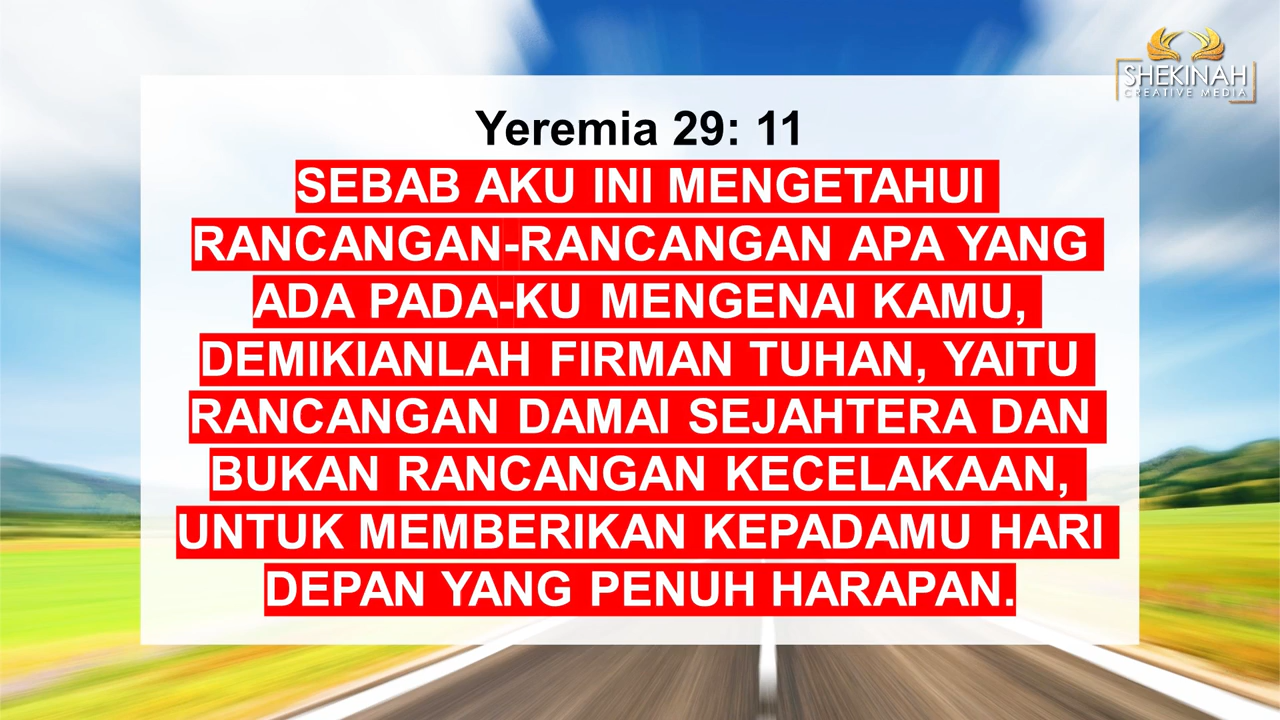 SHEKINAH
CREATIVE MEDIA
Yeremia 29: 11
SEBAB AKU INI MENGETAHUI
RANCANGAN-RANCANGAN APA YANG
ADA PADA-KU MENGENAI KAMU,
DEMIKIANLAH FIRMAN TUHAN, YAITU
RANCANGAN DAMAI SEJAHTERA DAN
BUKAN RANCANGAN KECELAKAAN,
UNTUK MEMBERIKAN KEPADAMU HARI
DEPAN YANG PENUH HARAPAN.